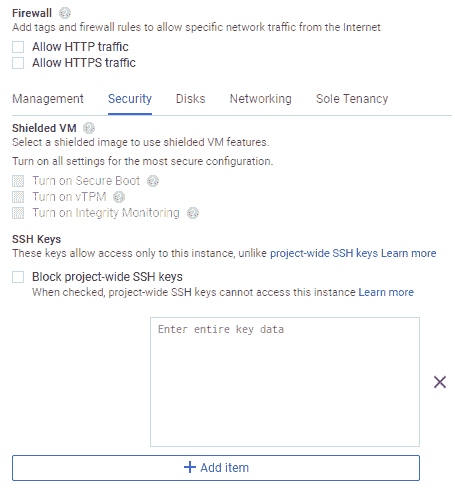 Firewall
Add tags and firewall rules to allow specific network traffic from the Internet
Allow HTTP traffic
Allow HTTPS traffic
Management Security Disks Networking Sole Tenancy
Shielded VM
Select a shielded image to use shielded VM features.
Turn on all settings for the most secure configuration.
Turn on Secure Boot
Turn on vTPM
Turn on Integrity Monitoring
SSH Keys
These keys allow access only to this instance, unlike project-wide SSH keys Learn more
Block project-wide SSH keys
When checked, project-wide SSH keys cannot access this instance Learn more
Enter entire key data
+ Add item